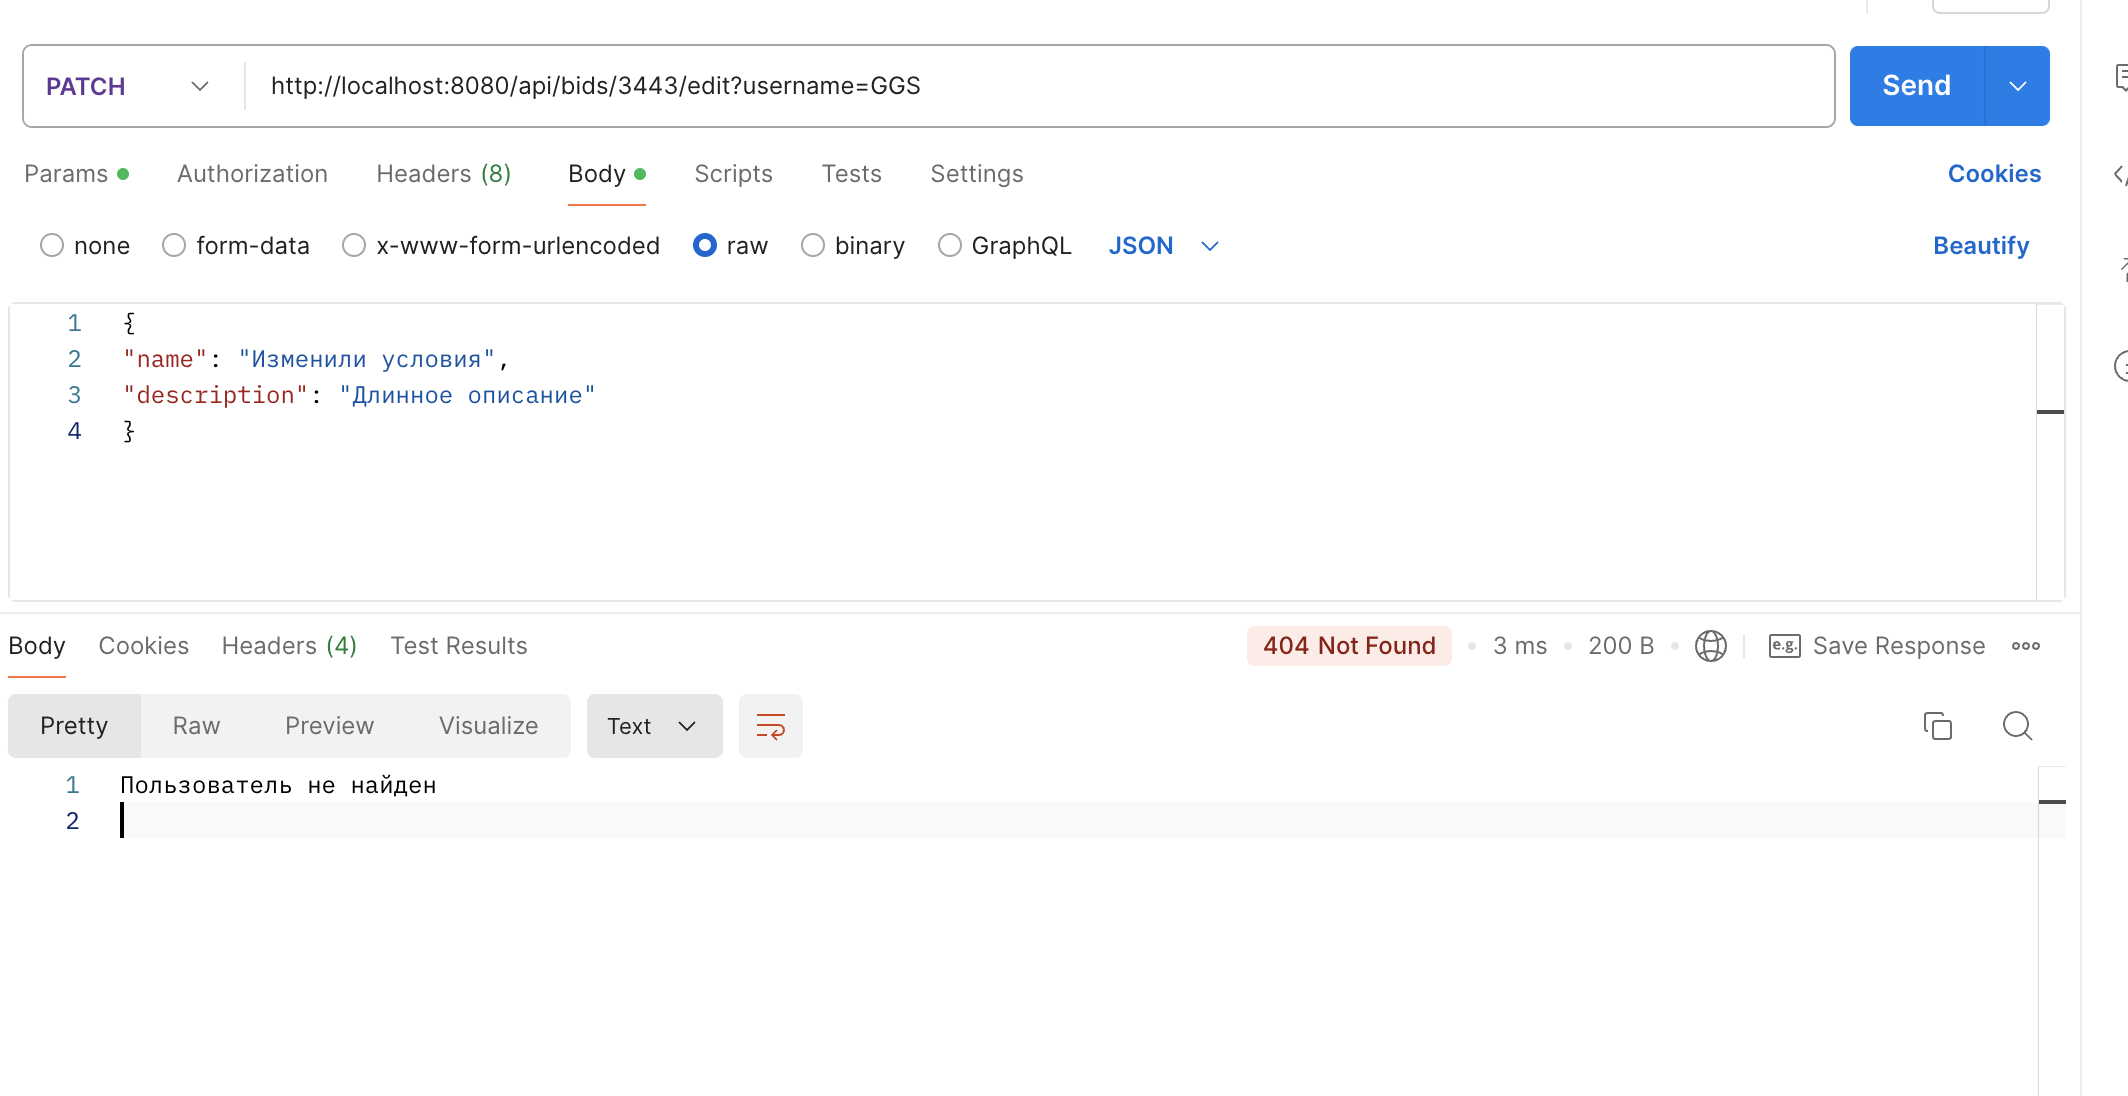 PATCH http://localhost:8080/api/bids/3443/edit?username=GGS Send
Params Authorization Headers (8) Body Scripts Tests Settings Cookies
none form-data x-www-form-urlencoded raw binary GraphQL JSON Beautify
1 {
2 "name": "Изменили условия",
3 "description": "Длинное описание"
4 }
Body Cookies Headers (4) Test Results 404 Not Found 3 ms 200 B e.g. Save Response
Pretty Raw Preview Visualize Text
1 Пользователь не найден
2